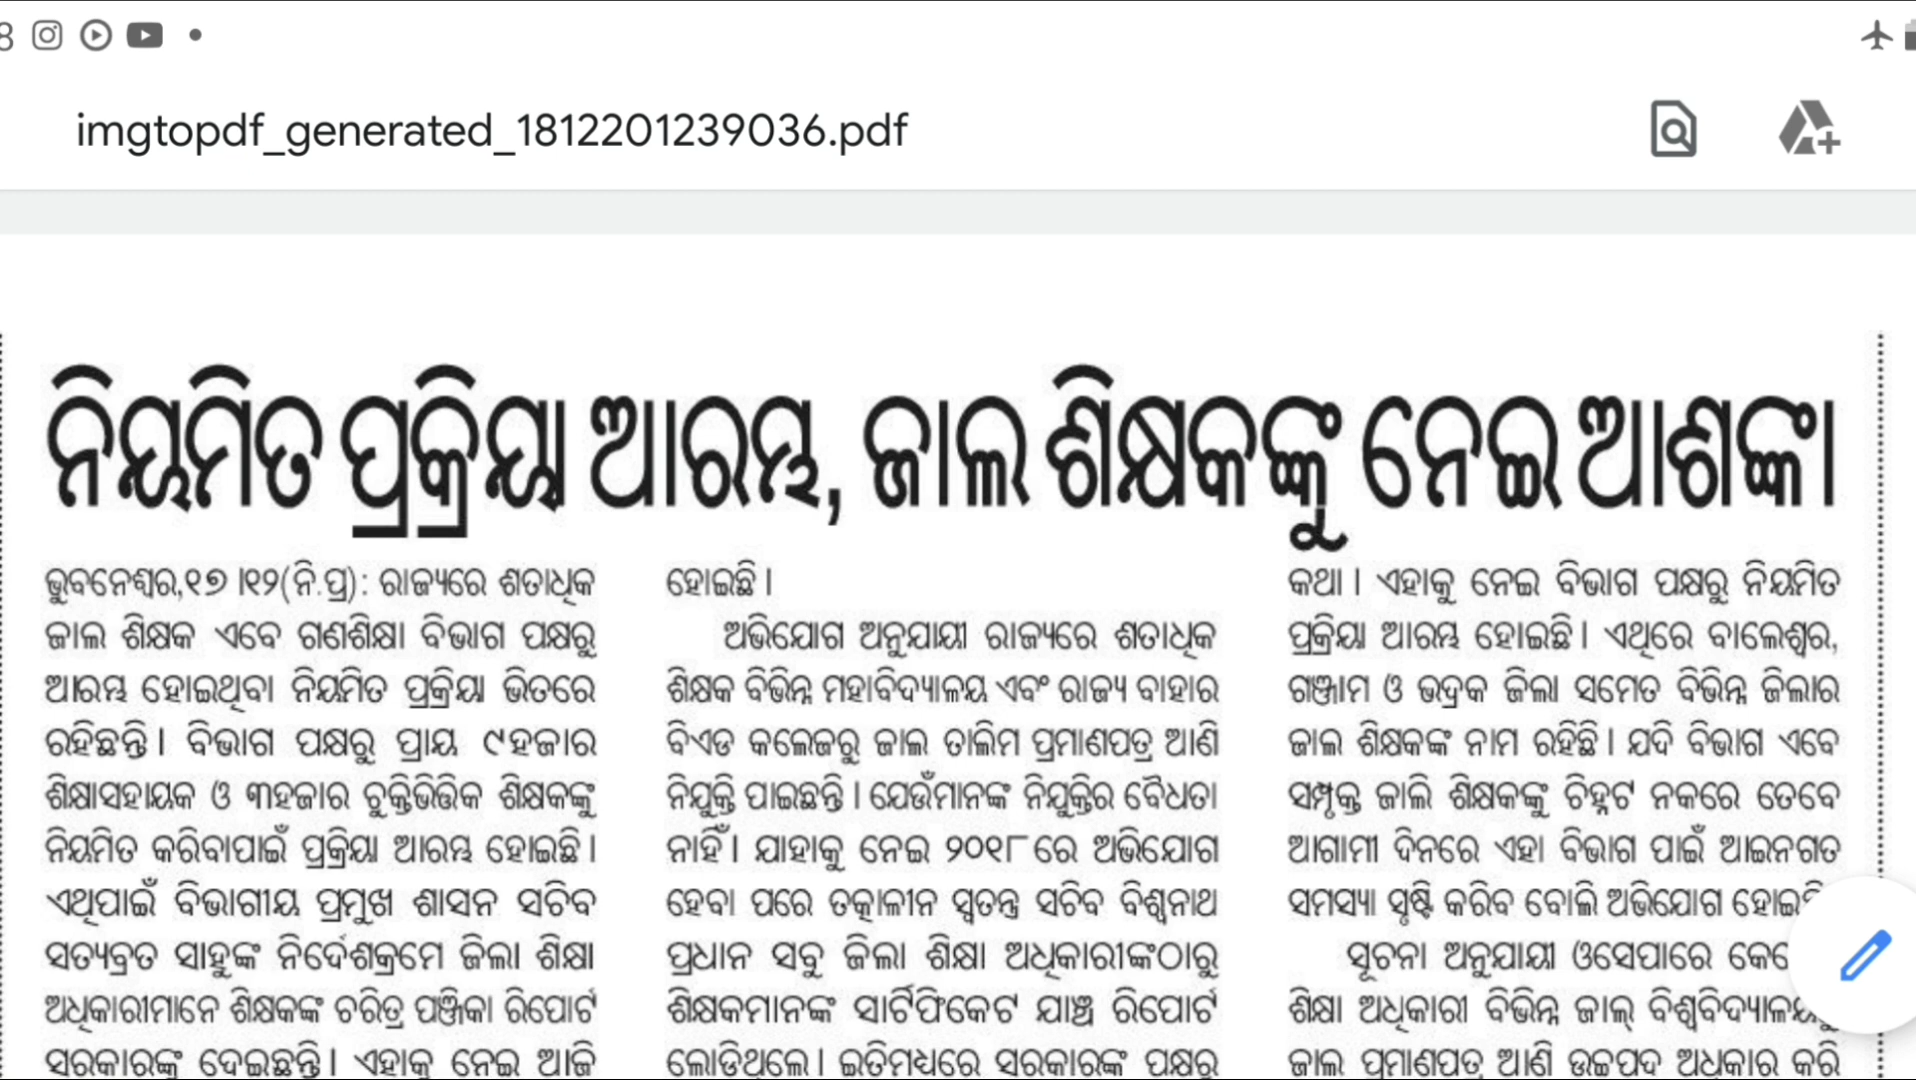 8
imgtopdf_generated_1812201239036.pdf
ନିୟମିତ ପ୍ରକ୍ରିୟା ଆରମ୍ଭ, ଜାଲ ଶିକ୍ଷକଙ୍କୁ ନେଇ ଆଶଙ୍କା
ଭୁବନେଶ୍ୱର,୧୭ ।୧୨(ନି.ପ୍ର): ରାଜ୍ୟରେ ଶତାଧିକ
ଜାଲ ଶିକ୍ଷକ ଏବେ ଗଣଶିକ୍ଷା ବିଭାଗ ପକ୍ଷରୁ
ଆରମ୍ଭ ହୋଇଥିବା ନିୟମିତ ପ୍ରକ୍ରିୟା ଭିତରେ
ରହିଛନ୍ତି। ବିଭାଗ ପକ୍ଷରୁ ପ୍ରାୟ ୯ହଜାର
ଶିକ୍ଷାସହାୟକ ଓ ୩ହଜାର ଚୁକ୍ତିଭିତ୍ତିକ ଶିକ୍ଷକଙ୍କୁ
ନିୟମିତ କରିବାପାଇଁ ପ୍ରକ୍ରିୟା ଆରମ୍ଭ ହୋଇଛି।
ଏଥିପାଇଁ ବିଭାଗୀୟ ପ୍ରମୁଖ ଶାସନ ସଚିବ
ସତ୍ୟବ୍ରତ ସାହୁଙ୍କ ନିର୍ଦେଶକ୍ରମେ ଜିଲା ଶିକ୍ଷା
ଅଧିକାରୀମାନେ ଶିକ୍ଷକଙ୍କ ଚରିତ୍ର ପଞ୍ଜିକା ରିପୋର୍ଟ
ସରକାରଙ୍କୁ ଦେଇଛନ୍ତି। ଏହାକୁ ନେଇ ଆଜି
ହୋଇଛି।
ଅଭିଯୋଗ ଅନୁଯାୟୀ ରାଜ୍ୟରେ ଶତାଧିକ
ଶିକ୍ଷକ ବିଭିନ୍ନ ମହାବିଦ୍ୟାଳୟ ଏବଂ ରାଜ୍ୟ ବାହାର
ବିଏଡ କଲେଜରୁ ଜାଲ ତାଲିମ ପ୍ରମାଣପତ୍ର ଆଣି
ନିଯୁକ୍ତି ପାଇଛନ୍ତି। ଯେଉଁମାନଙ୍କ ନିଯୁକ୍ତିର ବୈଧତା
ନାହିଁ। ଯାହାକୁ ନେଇ ୨୦୧୮ରେ ଅଭିଯୋଗ
ହେବା ପରେ ତତ୍କାଳୀନ ସ୍ୱତନ୍ତ୍ର ସଚିବ ବିଶ୍ୱନାଥ
ପ୍ରଧାନ ସବୁ ଜିଲା ଶିକ୍ଷା ଅଧିକାରୀଙ୍କଠାରୁ
ଶିକ୍ଷକମାନଙ୍କ ସାର୍ଟିଫିକେଟ ଯାଞ୍ଚ ରିପୋର୍ଟ
ଲୋଡିଥିଲେ। ଇତିମଧ୍ୟରେ ସରକାରଙ୍କ ପକ୍ଷରୁ
କଥା। ଏହାକୁ ନେଇ ବିଭାଗ ପକ୍ଷରୁ ନିୟମିତ
ପ୍ରକ୍ରିୟା ଆରମ୍ଭ ହୋଇଛି। ଏଥିରେ ବାଲେଶ୍ୱର,
ଗଞ୍ଜାମ ଓ ଭଦ୍ରକ ଜିଲା ସମେତ ବିଭିନ୍ନ ଜିଲାର
ଜାଲ ଶିକ୍ଷକଙ୍କ ନାମ ରହିଛି। ଯଦି ବିଭାଗ ଏବେ
ସମ୍ପୃକ୍ତ ଜାଲି ଶିକ୍ଷକଙ୍କୁ ଚିହ୍ନଟ ନକରେ ତେବେ
ଆଗାମୀ ଦିନରେ ଏହା ବିଭାଗ ପାଇଁ ଆଇନଗତ
ସମସ୍ୟା ସୃଷ୍ଟି କରିବ ବୋଲି ଅଭିଯୋଗ
ସୂଚନା ଅନୁଯାୟୀ ଓସେପାରେ
ଶିକ୍ଷା ଅଧିକାରୀ ବିଭିନ୍ନ ଜାଲ୍ ବିଶ୍ୱବିଦ୍ୟାଳୟରୁ
ଜାଲ ପ୍ରମାଣପତ୍ର ଆଣି ଉଚ୍ଚପଦ ଅଧିକାର କରି